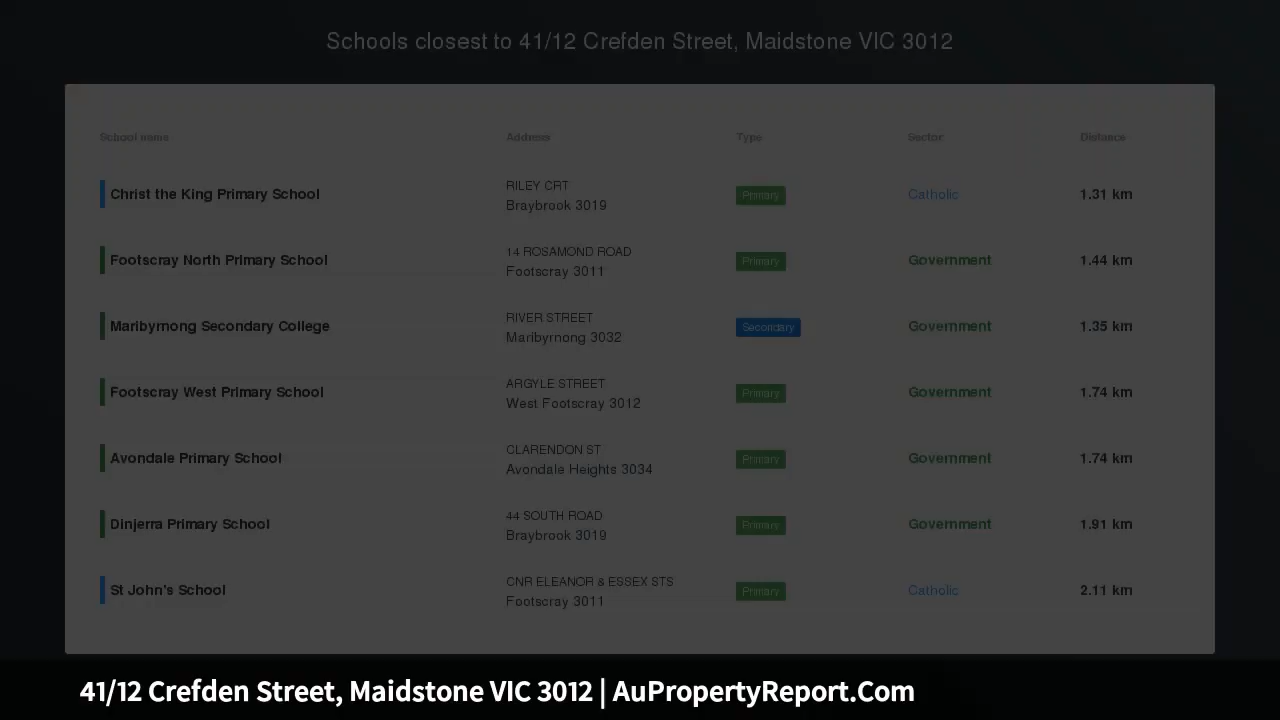 Schools closest to 41/12 Crefden Street, Maidstone VIC 3012
School name Address Type Sector Distance
Christ the King Primary School RILEY CRT Braybrook 3019 Primary Catholic 1.31 km
Footscray North Primary School 14 ROSAMOND ROAD Footscray 3011 Primary Government 1.44 km
Maribyrnong Secondary College RIVER STREET Maribyrnong 3032 Secondary Government 1.35 km
Footscray West Primary School ARGYLE STREET West Footscray 3012 Primary Government 1.74 km
Avondale Primary School CLARENDON ST Avondale Heights 3034 Primary Government 1.74 km
Dinjerra Primary School 44 SOUTH ROAD Braybrook 3019 Primary Government 1.91 km
St John's School CNR ELEANOR & ESSEX STS Footscray 3011 Primary Catholic 2.11 km
41/12 Crefden Street, Maidstone VIC 3012 | AuPropertyReport.Com